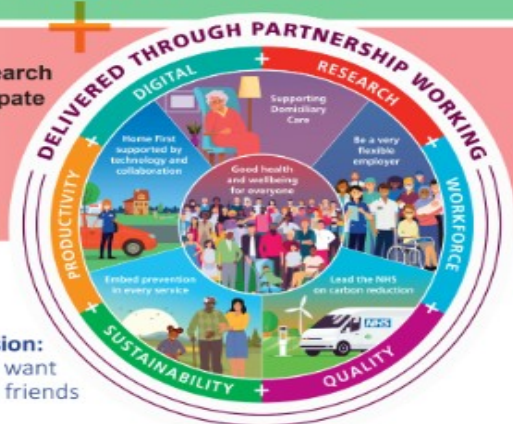 earch
pate
DELIVERED THROUGH PARTNERSHIP WORKING
DIGITAL
RESEARCH
WORKFORCE
QUALITY
SUSTAINABILITY
PRODUCTIVITY
Supporting
Domiciliary
Care
Be a very
flexible
employer
Lead the NHS
on carbon reduction
NHS
Embed prevention
in every service
Home First
supported by
technology and
collaboration
Good health
and wellbeing
for everyone
sion:
want
friends